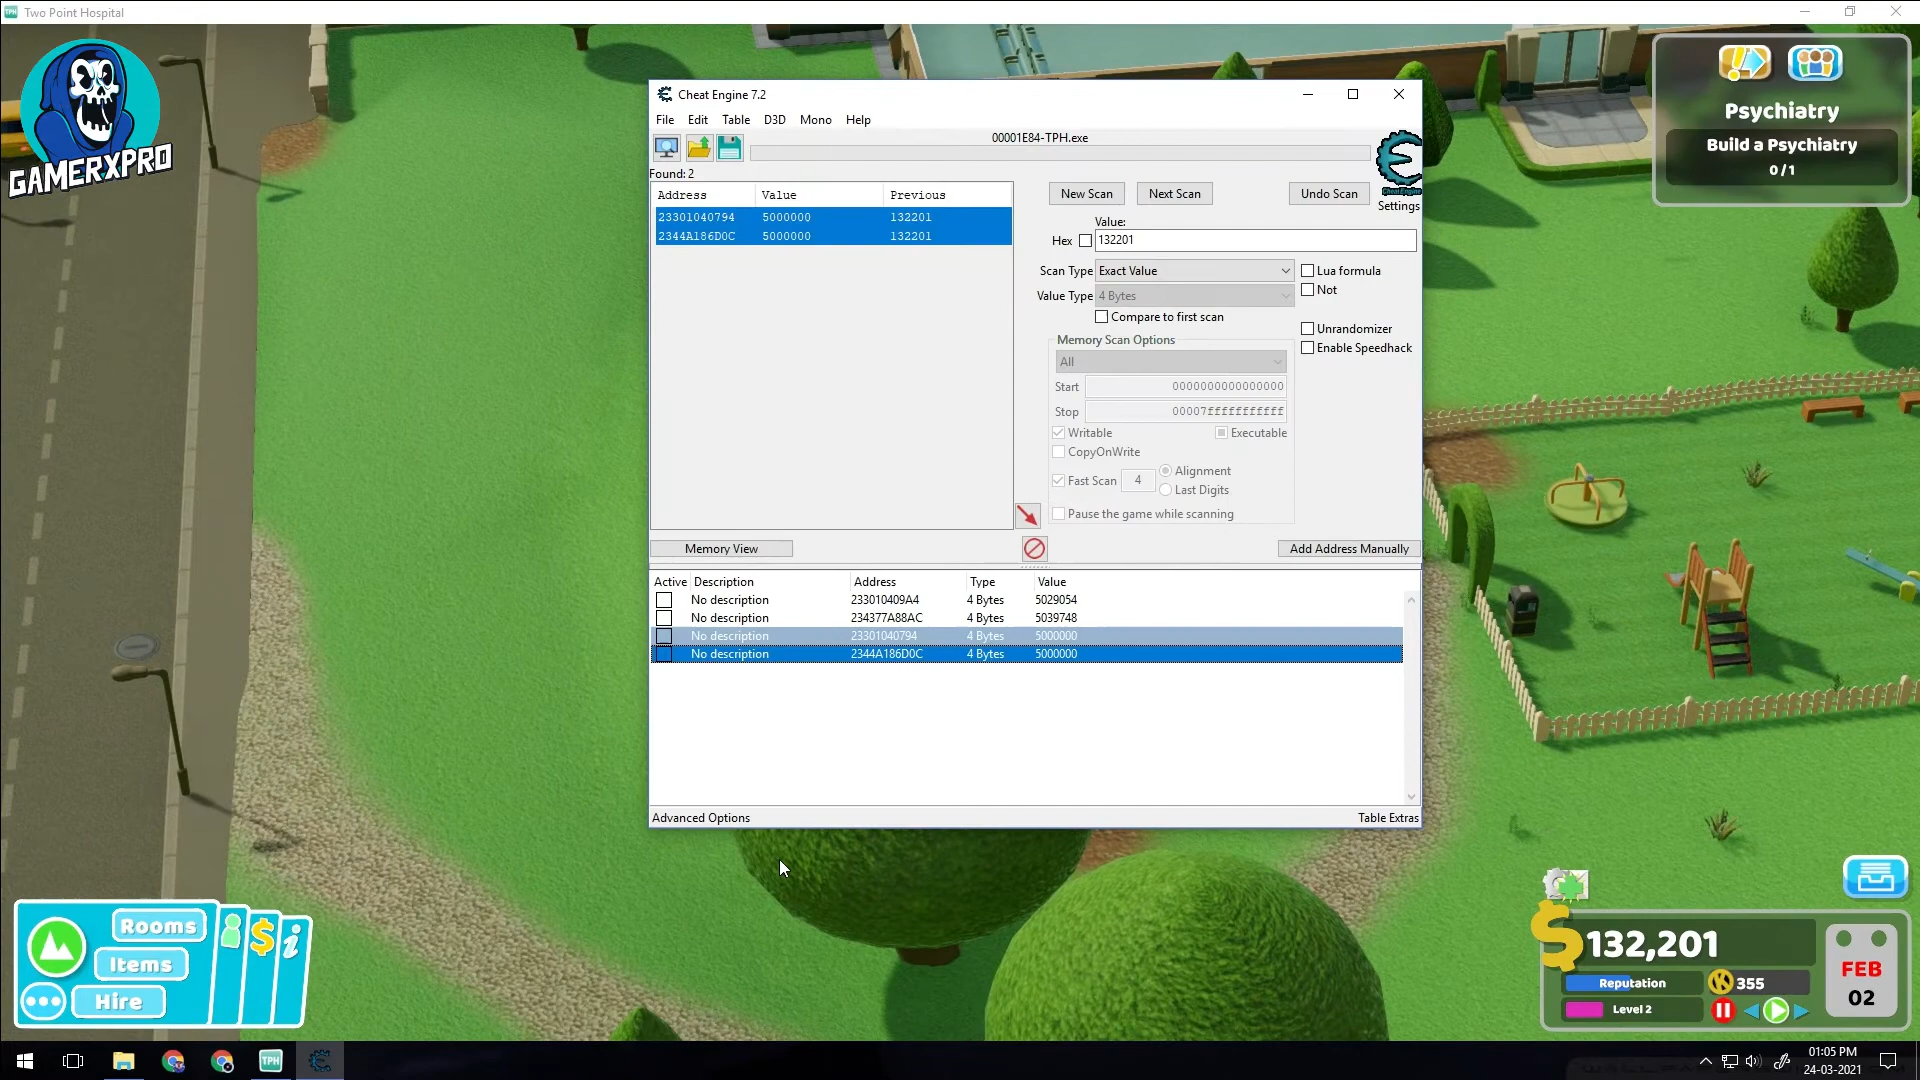 TPH Two Point Hospital
GAMERXPRO
Psychiatry
Build a Psychiatry
0/1
Cheat Engine 7.2
File Edit Table D3D Mono Help
00001E84-TPH.exe
Found: 2
Address Value Previous
23301040794 5000000 132201
2344A186D0C 5000000 132201
New Scan Next Scan Undo Scan
Cheat Engine
Settings
Value:
Hex 132201
Scan Type Exact Value Lua formula
Not
Value Type 4 Bytes
Compare to first scan
Unrandomizer
Memory Scan Options
Enable Speedhack
All
Start 0000000000000000
Stop 00007fffffffffff
Writable Executable
CopyOnWrite
Fast Scan 4 Alignment
Last Digits
Pause the game while scanning
Memory View Add Address Manually
Active Description Address Type Value
No description 233010409A4 4 Bytes 5029054
No description 234377A88AC 4 Bytes 5039748
No description 23301040794 4 Bytes 5000000
No description 2344A186D0C 4 Bytes 5000000
Advanced Options Table Extras
Rooms
Items
Hire
$ i
$132,201
Reputation K 355
Level 2
FEB
02
TPH
01:05 PM
24-03-2021